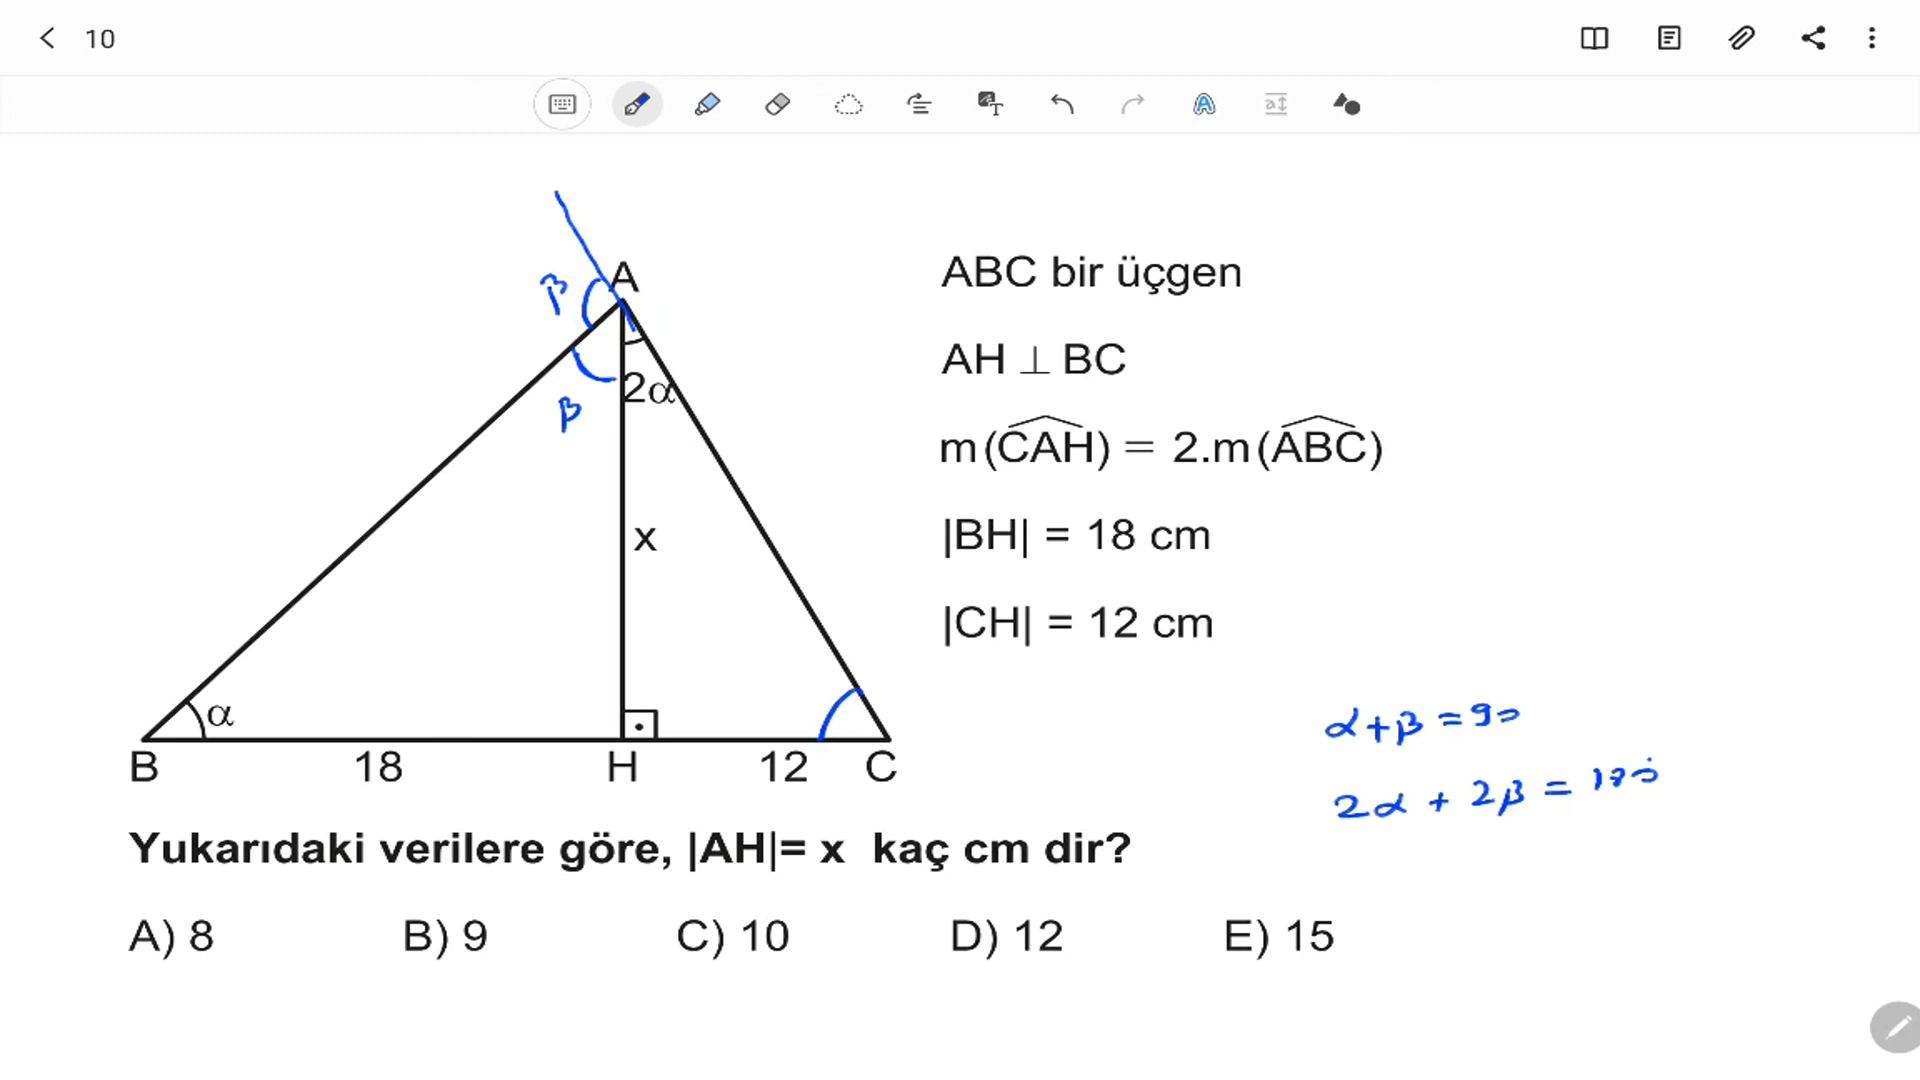 10
A
β
β
2α
x
α
B
18
H
12
C
ABC bir üçgen
AH ⊥ BC
m(CAH) = 2.m(ABC)
|BH| = 18 cm
|CH| = 12 cm
α+β =90
2α + 2β = 180
Yukarıdaki verilere göre, |AH|= x kaç cm dir?
A) 8 B) 9 C) 10 D) 12 E) 15